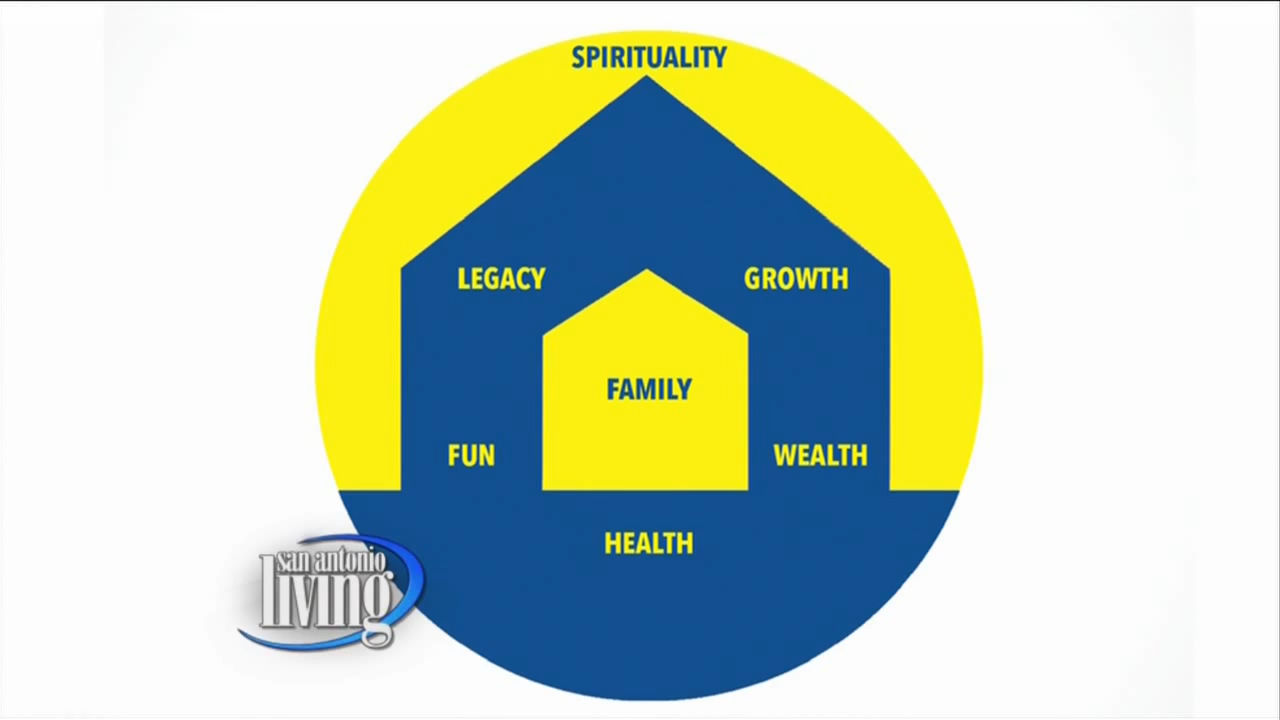 SPIRITUALITY
LEGACY
GROWTH
FAMILY
FUN
WEALTH
HEALTH
san antonio
living